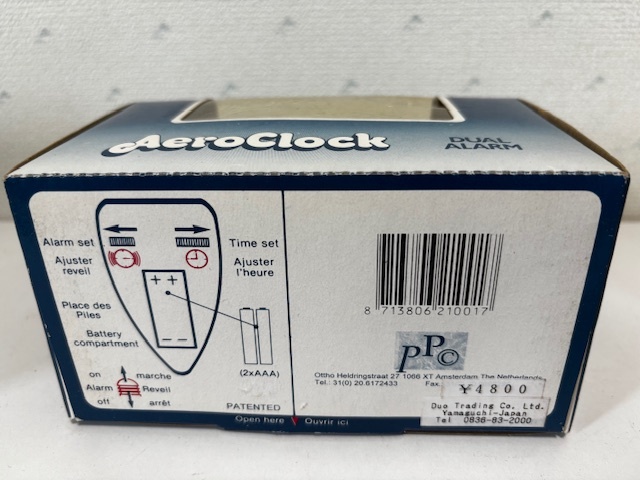 AeroClock
DUAL
ALARM
Alarm set
Time set
Ajuster
reveil
Ajuster
l'heure
Place des
Piles
Battery
compartment
(2xAAA)
on
marche
Alarm
Reveil
off
arrêt
PATENTED
Open here
Ouvrir ici
8 713806 210017
PP©
Ottho Heldringstraat 27 1066 XT Amsterdam The Netherlands
Tel.: 31(0) 20.6172433 Fax.
¥4800
Duo Trading Co. Ltd.
Yamaguchi-Japan
Tel 0836-83-2000